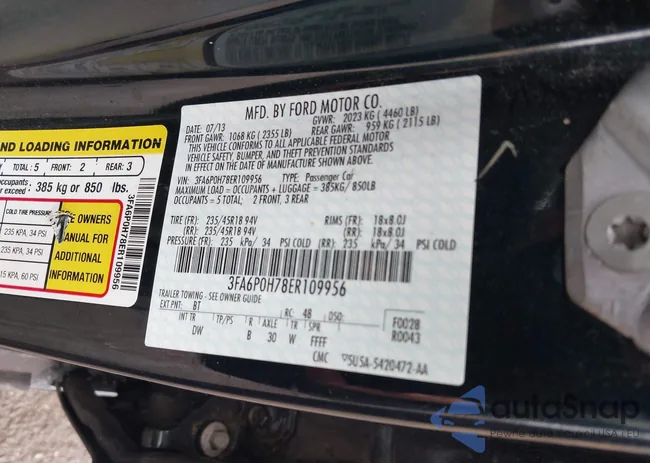 AND LOADING INFORMATION
TOTAL: 5 FRONT: 2 REAR: 3
occupants:
exceed: 385 kg or 850 lbs.
COLD TIRE PRESSURE
235 KPA, 34 PSI
235 KPA, 34 PSI
KPA, 60 PSI
SEE OWNERS
MANUAL FOR
ADDITIONAL
INFORMATION
3FA6P0H78ER109956
MFD. BY FORD MOTOR CO.
DATE: 07/13 GVWR: 2023 KG ( 4460 LB)
FRONT GAWR: 1068 KG ( 2355 LB) REAR GAWR: 959 KG ( 2115 LB)
THIS VEHICLE CONFORMS TO ALL APPLICABLE FEDERAL MOTOR
VEHICLE SAFETY, BUMPER, AND THEFT PREVENTION STANDARDS
IN EFFECT ON THE DATE OF MANUFACTURE SHOWN ABOVE.
VIN: 3FA6P0H78ER109956 TYPE: Passenger Car
MAXIMUM LOAD = OCCUPANTS + LUGGAGE = 385KG/ 850LB
OCCUPANTS = 5 TOTAL; 2 FRONT, 3 REAR
TIRE (FR): 235/45R18 94V RIMS (FR): 18x8.0J
(RR): 235/45R18 94V (RR): 18x8.0J
PRESSURE (FR): 235 kPa/ 34 PSI COLD (RR): 235 kPa/ 34 PSI COLD
3FA6P0H78ER109956
TRAILER TOWING - SEE OWNER GUIDE
EXT PNT: BT RC: 48 DSO:
INT TR TP/PS R AXLE TR SPR F0028
DW B 30 W FFFF R0043
CMC 5U5A-5420472-AA
autoSnap